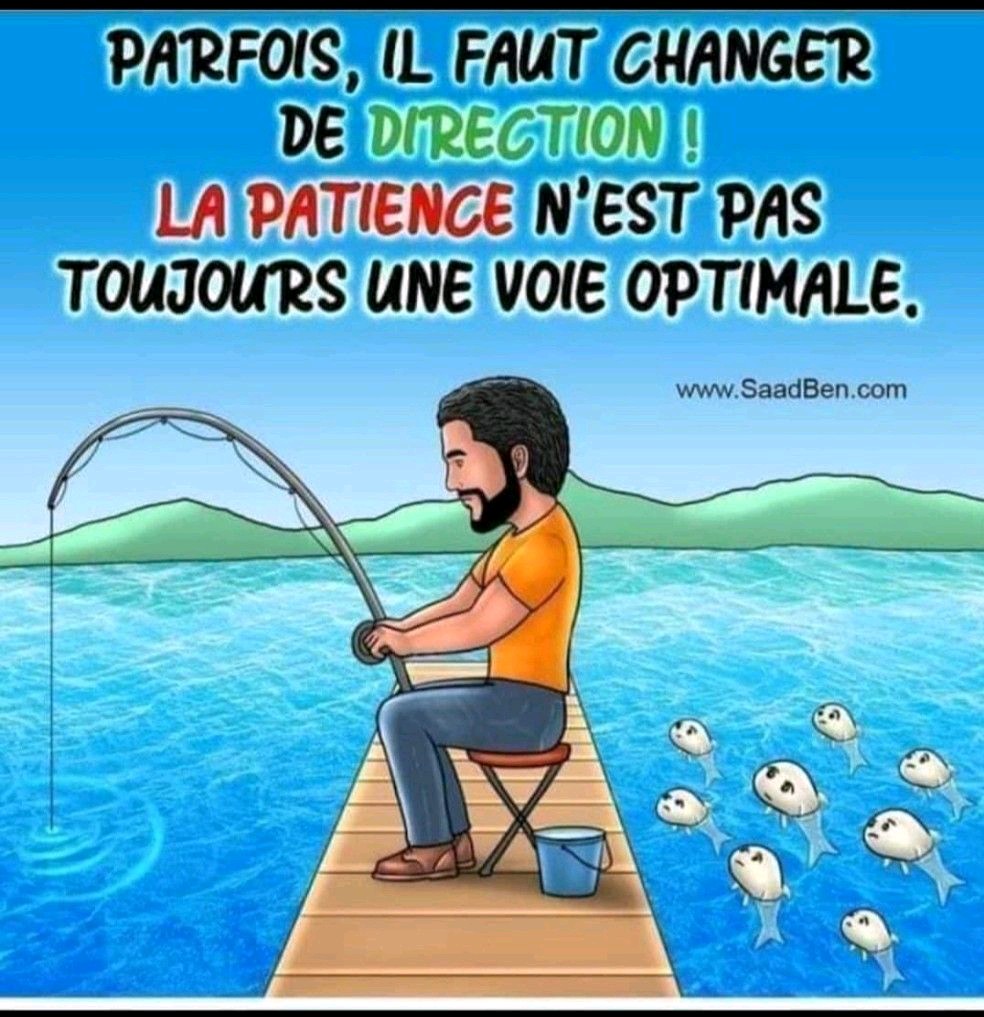 PARFOIS, IL FAUT CHANGER
DE DIRECTION !
LA PATIENCE N'EST PAS
TOUJOURS UNE VOIE OPTIMALE.
www.SaadBen.com